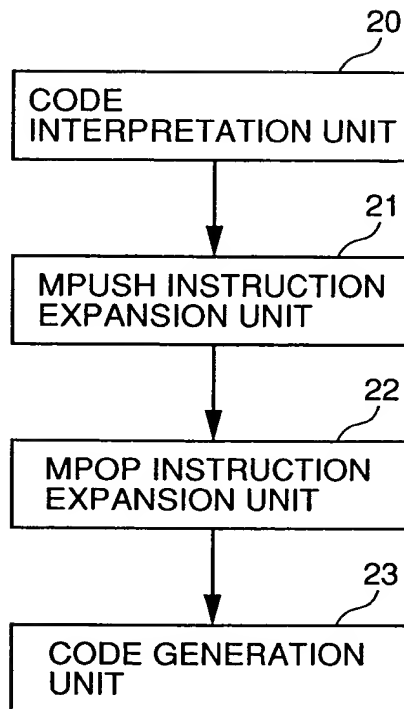 20
CODE
INTERPRETATION UNIT
21
MPUSH INSTRUCTION
EXPANSION UNIT
22
MPOP INSTRUCTION
EXPANSION UNIT
23
CODE GENERATION
UNIT